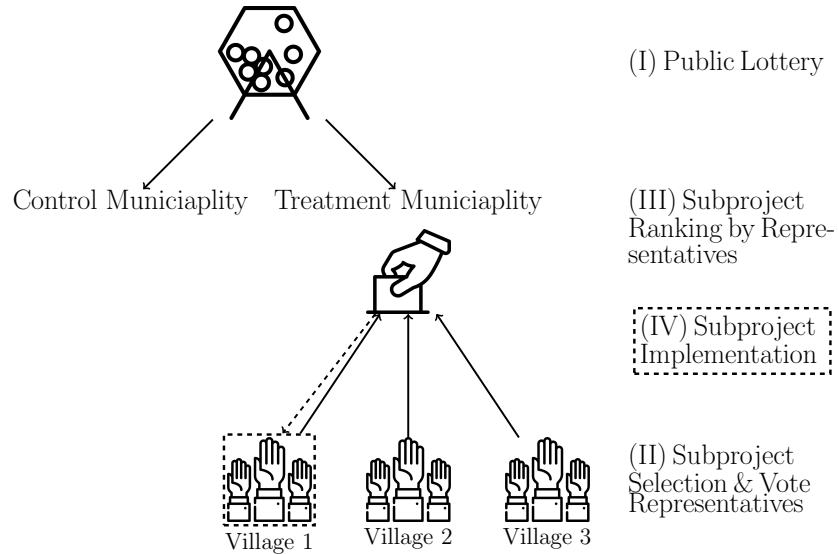 (I) Public Lottery
Control Municiaplity
Treatment Municiaplity
(III) Subproject
Ranking by Repre-
sentatives
(IV) Subproject
Implementation
(II) Subproject
Selection & Vote
Representatives
Village 1
Village 2
Village 3